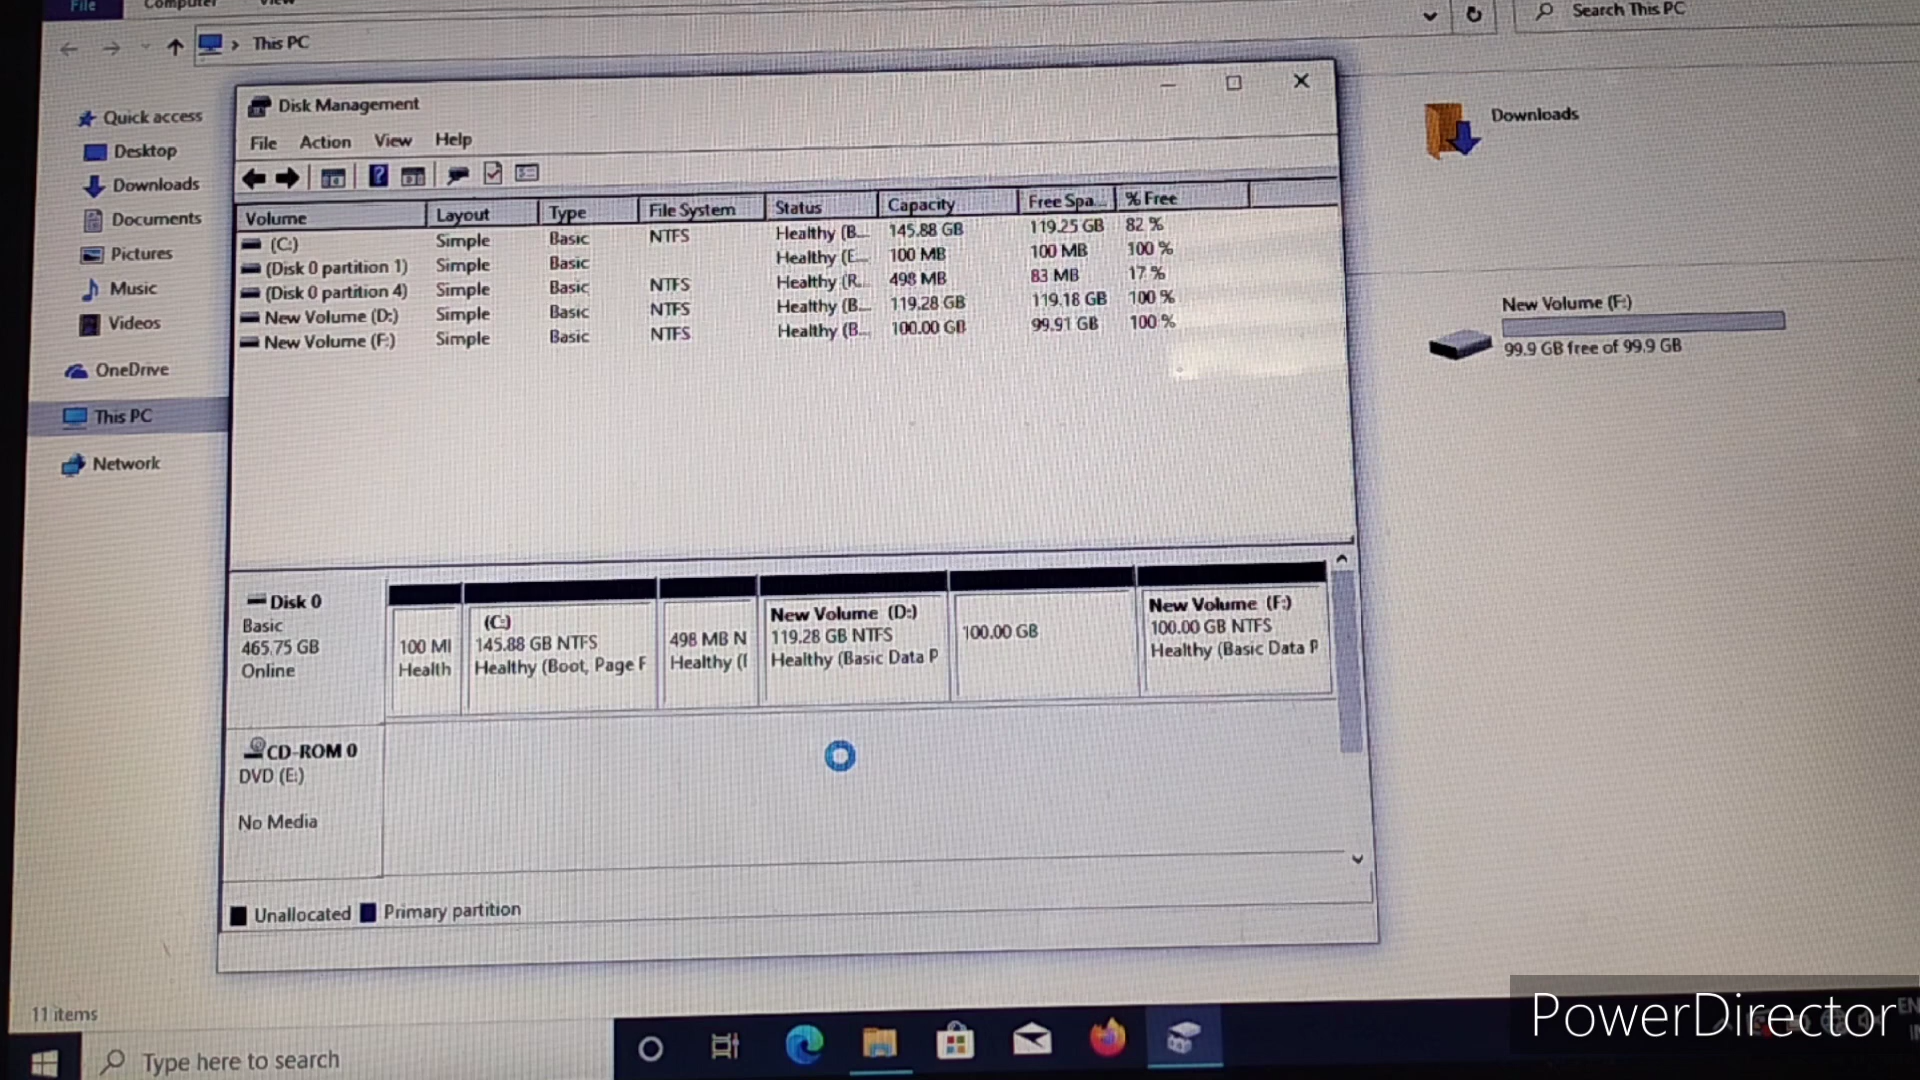 File
Computer
View
This PC
Search This PC
Quick access
Desktop
Downloads
Documents
Pictures
Music
Videos
OneDrive
This PC
Network
Disk Management
File Action View Help
Volume Layout Type File System Status Capacity Free Spa... % Free
(C:) Simple Basic NTFS Healthy (B... 145.88 GB 119.25 GB 82 %
(Disk 0 partition 1) Simple Basic Healthy (E... 100 MB 100 MB 100 %
(Disk 0 partition 4) Simple Basic NTFS Healthy (R... 498 MB 83 MB 17 %
New Volume (D:) Simple Basic NTFS Healthy (B... 119.28 GB 119.18 GB 100 %
New Volume (F:) Simple Basic NTFS Healthy (B... 100.00 GB 99.91 GB 100 %
Downloads
New Volume (F:)
99.9 GB free of 99.9 GB
Disk 0
Basic
465.75 GB
Online
100 MI
Health
(C:)
145.88 GB NTFS
Healthy (Boot, Page F
498 MB N
Healthy (I
New Volume (D:)
119.28 GB NTFS
Healthy (Basic Data P
100.00 GB
New Volume (F:)
100.00 GB NTFS
Healthy (Basic Data P
CD-ROM 0
DVD (E:)
No Media
Unallocated Primary partition
11 items
Type here to search
PowerDirector